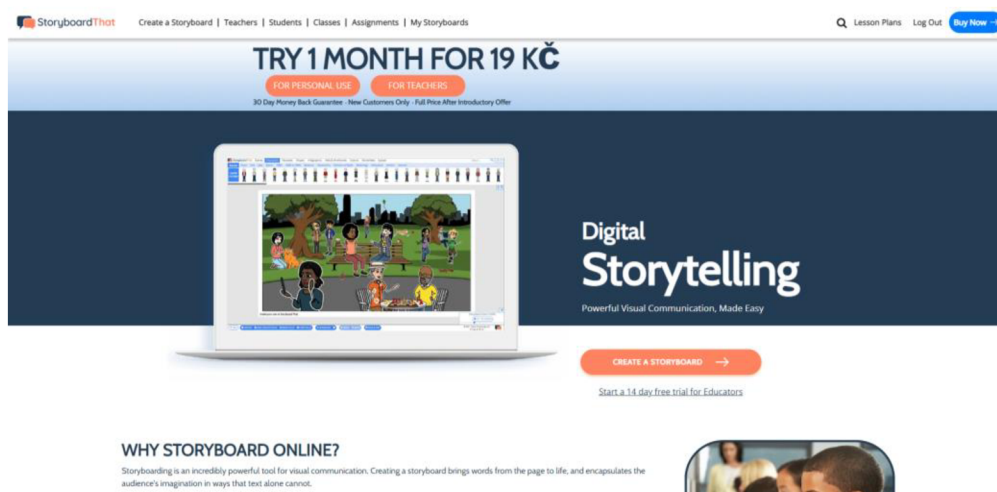 StoryboardThat
Create a Storyboard | Teachers | Students | Classes | Assignments | My Storyboards
Lesson Plans Log Out Buy Now →
TRY 1 MONTH FOR 19 KČ
FOR PERSONAL USE FOR TEACHERS
30 Day Money Back Guarantee - New Customers Only - Full Price After Introductory Offer
Digital
Storytelling
Powerful Visual Communication, Made Easy
CREATE A STORYBOARD →
Start a 14 day free trial for Educators
WHY STORYBOARD ONLINE?
Storyboarding is an incredibly powerful tool for visual communication. Creating a storyboard brings words from the page to life, and encapsulates the
audience's imagination in ways that text alone cannot.